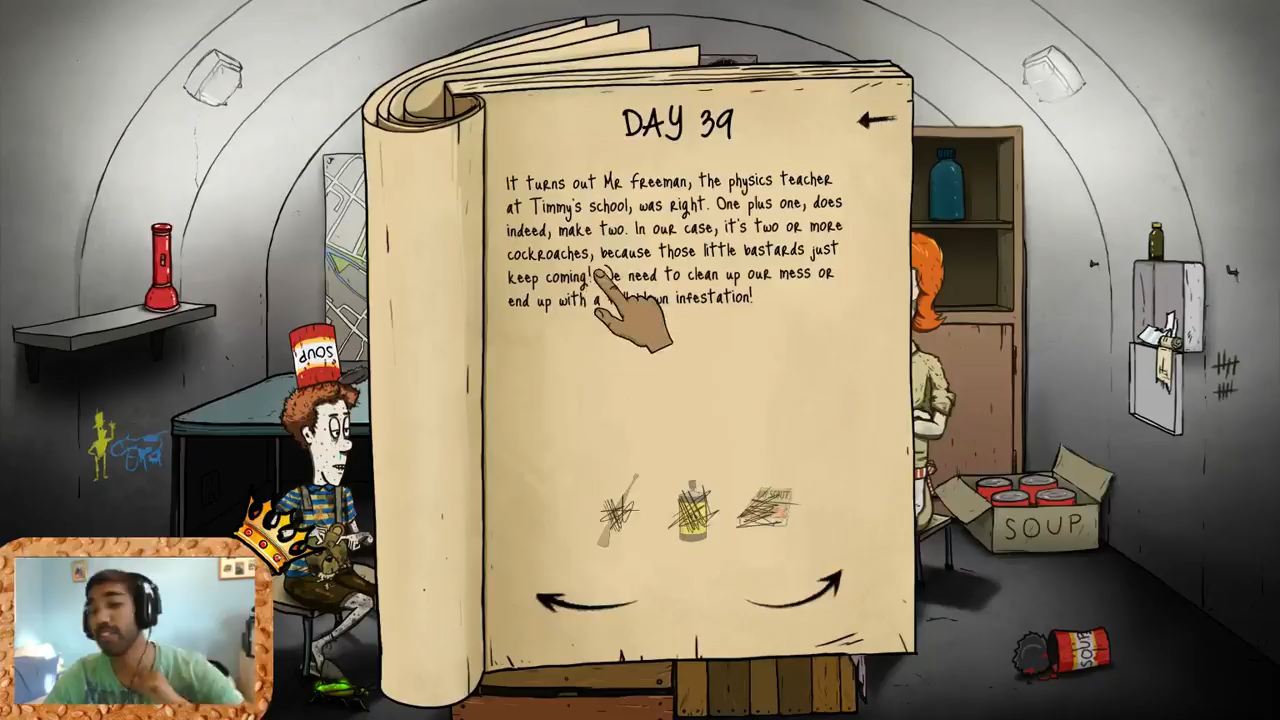 DAY 39
It turns out Mr Freeman, the physics teacher
at Timmy's school, was right. One plus one, does
indeed, make two. In our case, it's two or more
cockroaches, because those little bastards just
keep coming! We need to clean up our mess or
end up with a infestation!
SOUP
SOUP
SOUP